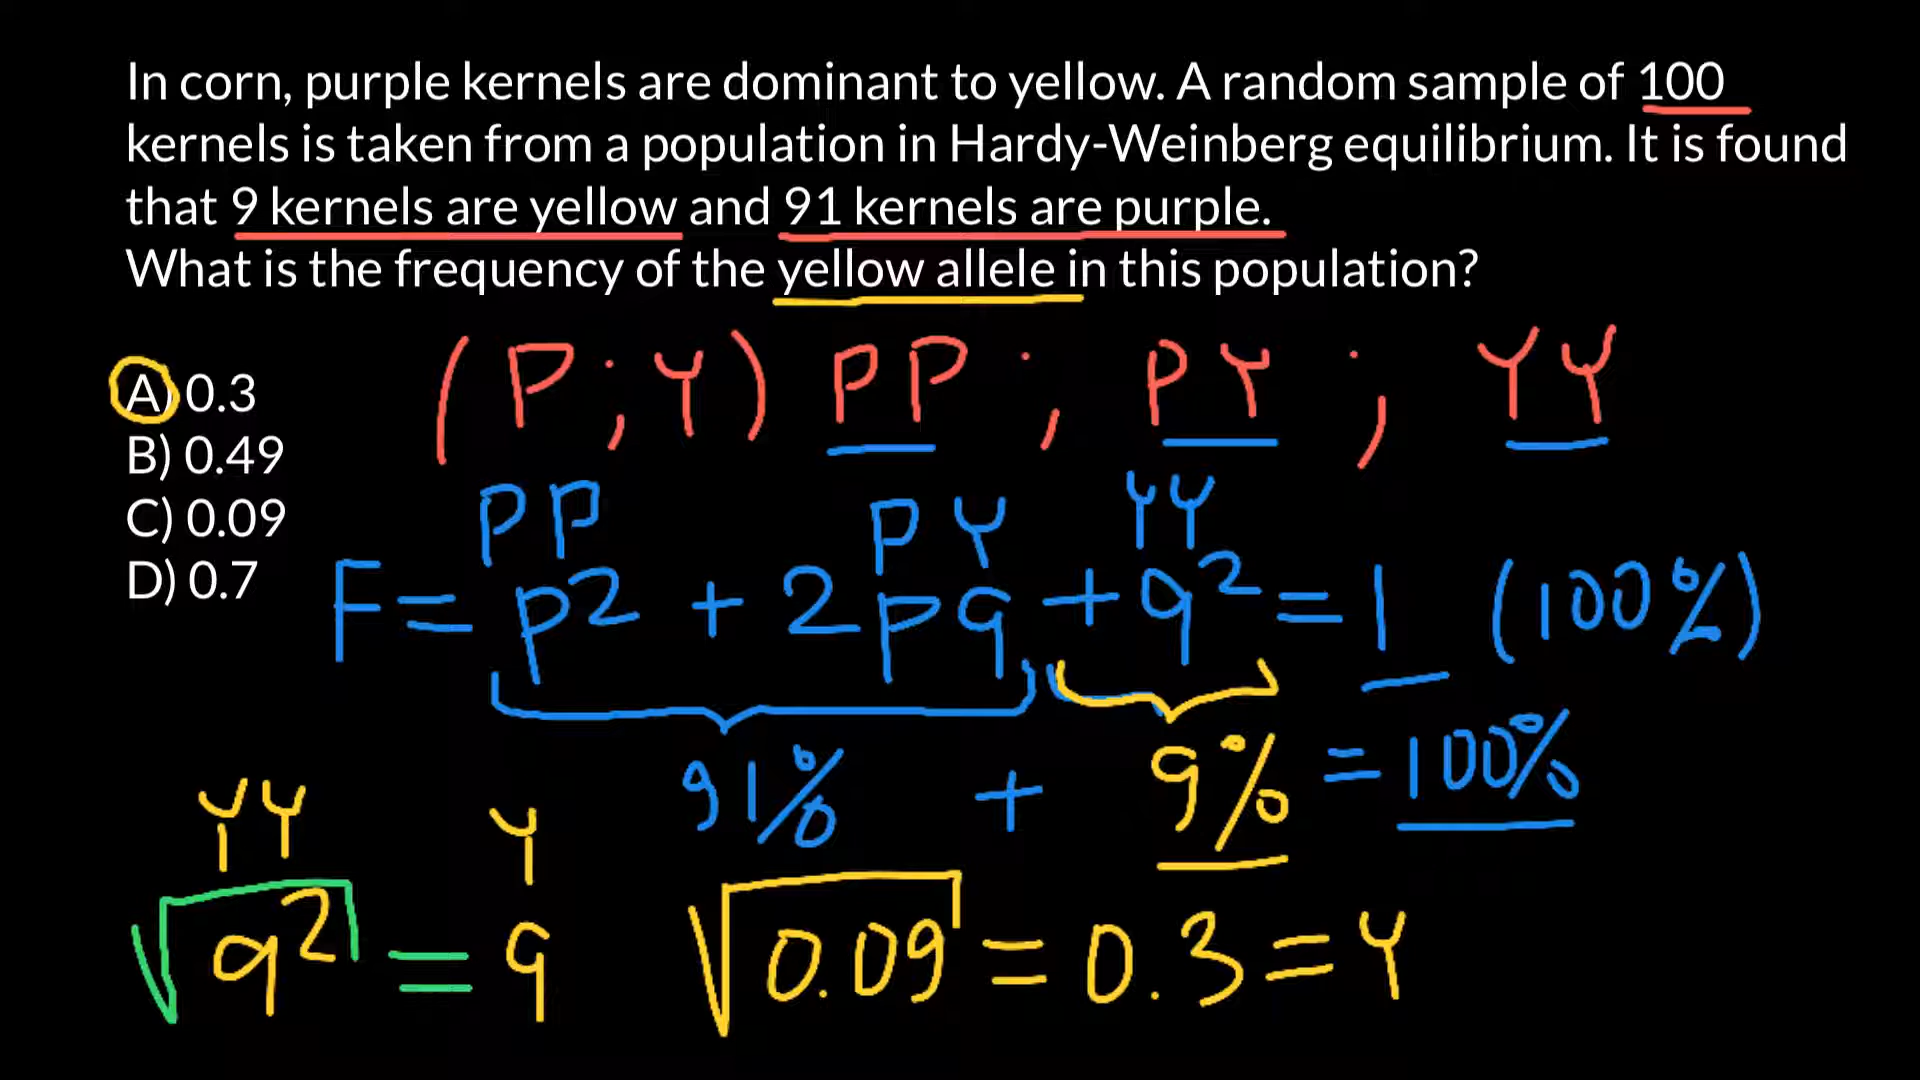 In corn, purple kernels are dominant to yellow. A random sample of 100
kernels is taken from a population in Hardy-Weinberg equilibrium. It is found
that 9 kernels are yellow and 91 kernels are purple.
What is the frequency of the yellow allele in this population?
A) 0.3
B) 0.49
C) 0.09
D) 0.7
(P; Y) PP ; PY ; YY
PP PY YY
F = p² + 2pq + q² = 1 (100%)
91% + 9% = 100%
YY Y
√q² = q √0.09 = 0.3 = Y